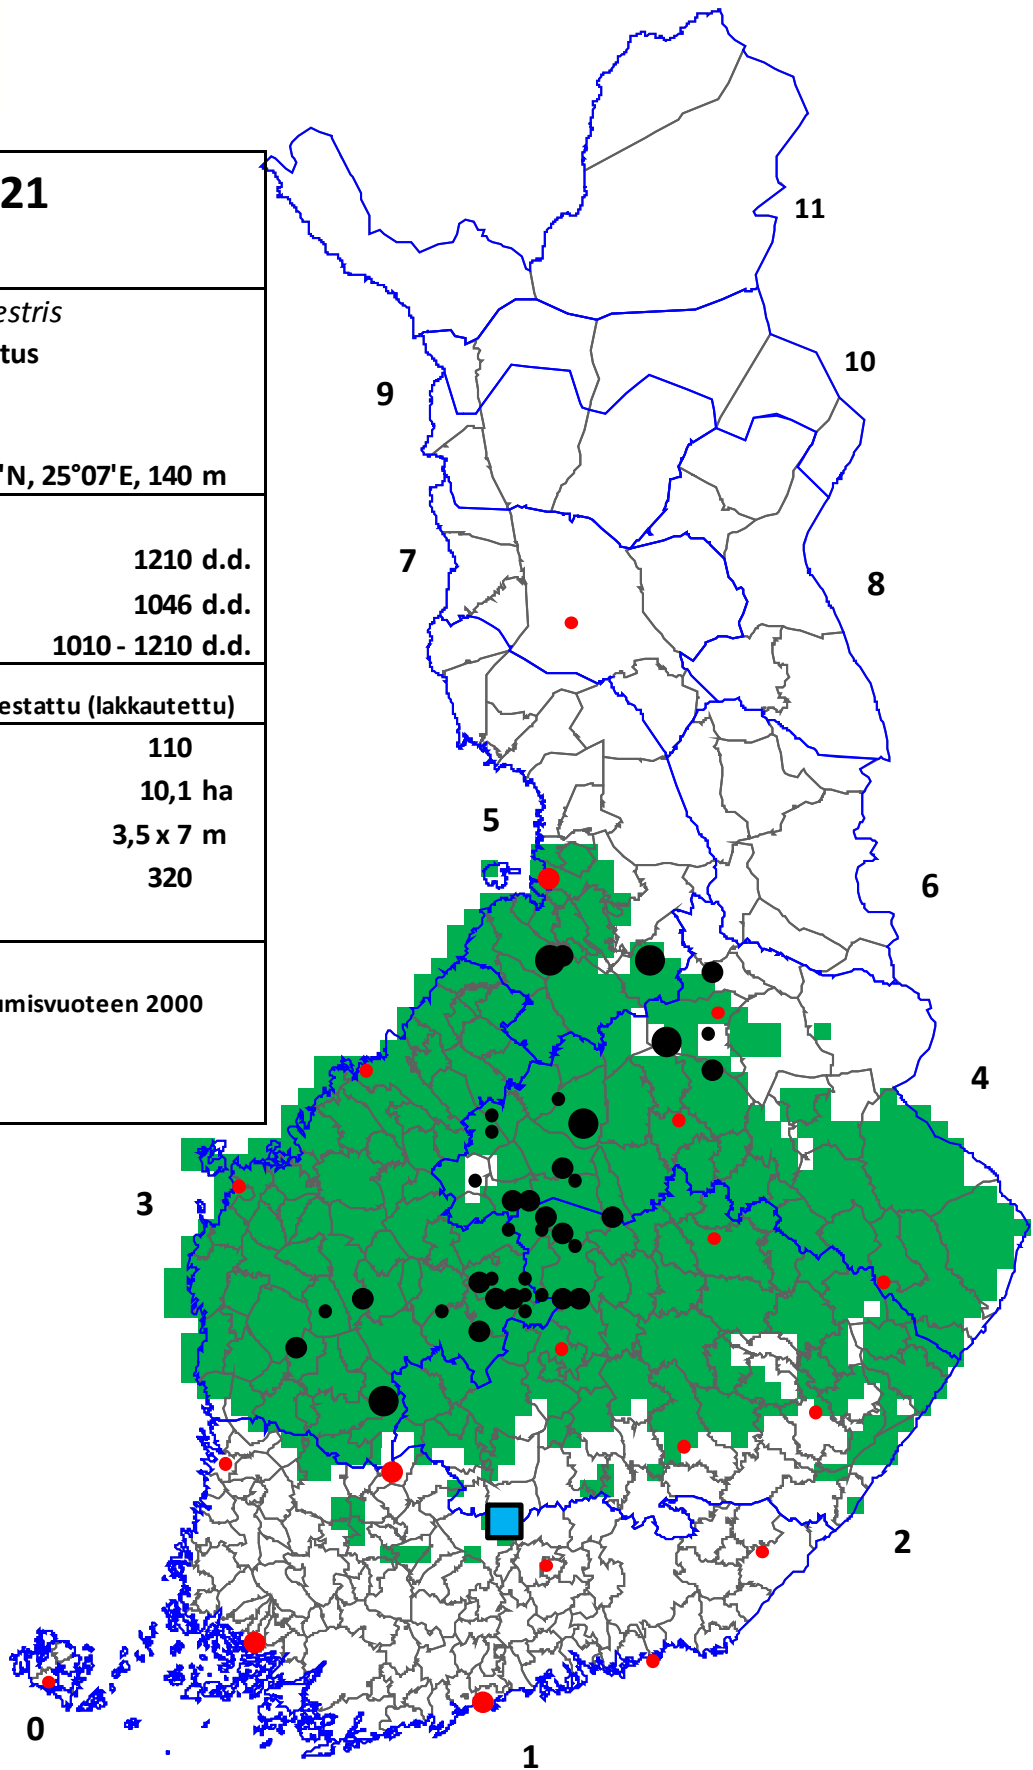 21
estris
tus
'N, 25°07'E, 140 m
1210 d.d.
1046 d.d.
1010 - 1210 d.d.
estattu (lakkautettu)
110
10,1 ha
3,5 x 7 m
320
umisvuoteen 2000
11
10
9
7
8
5
6
4
3
2
0
1